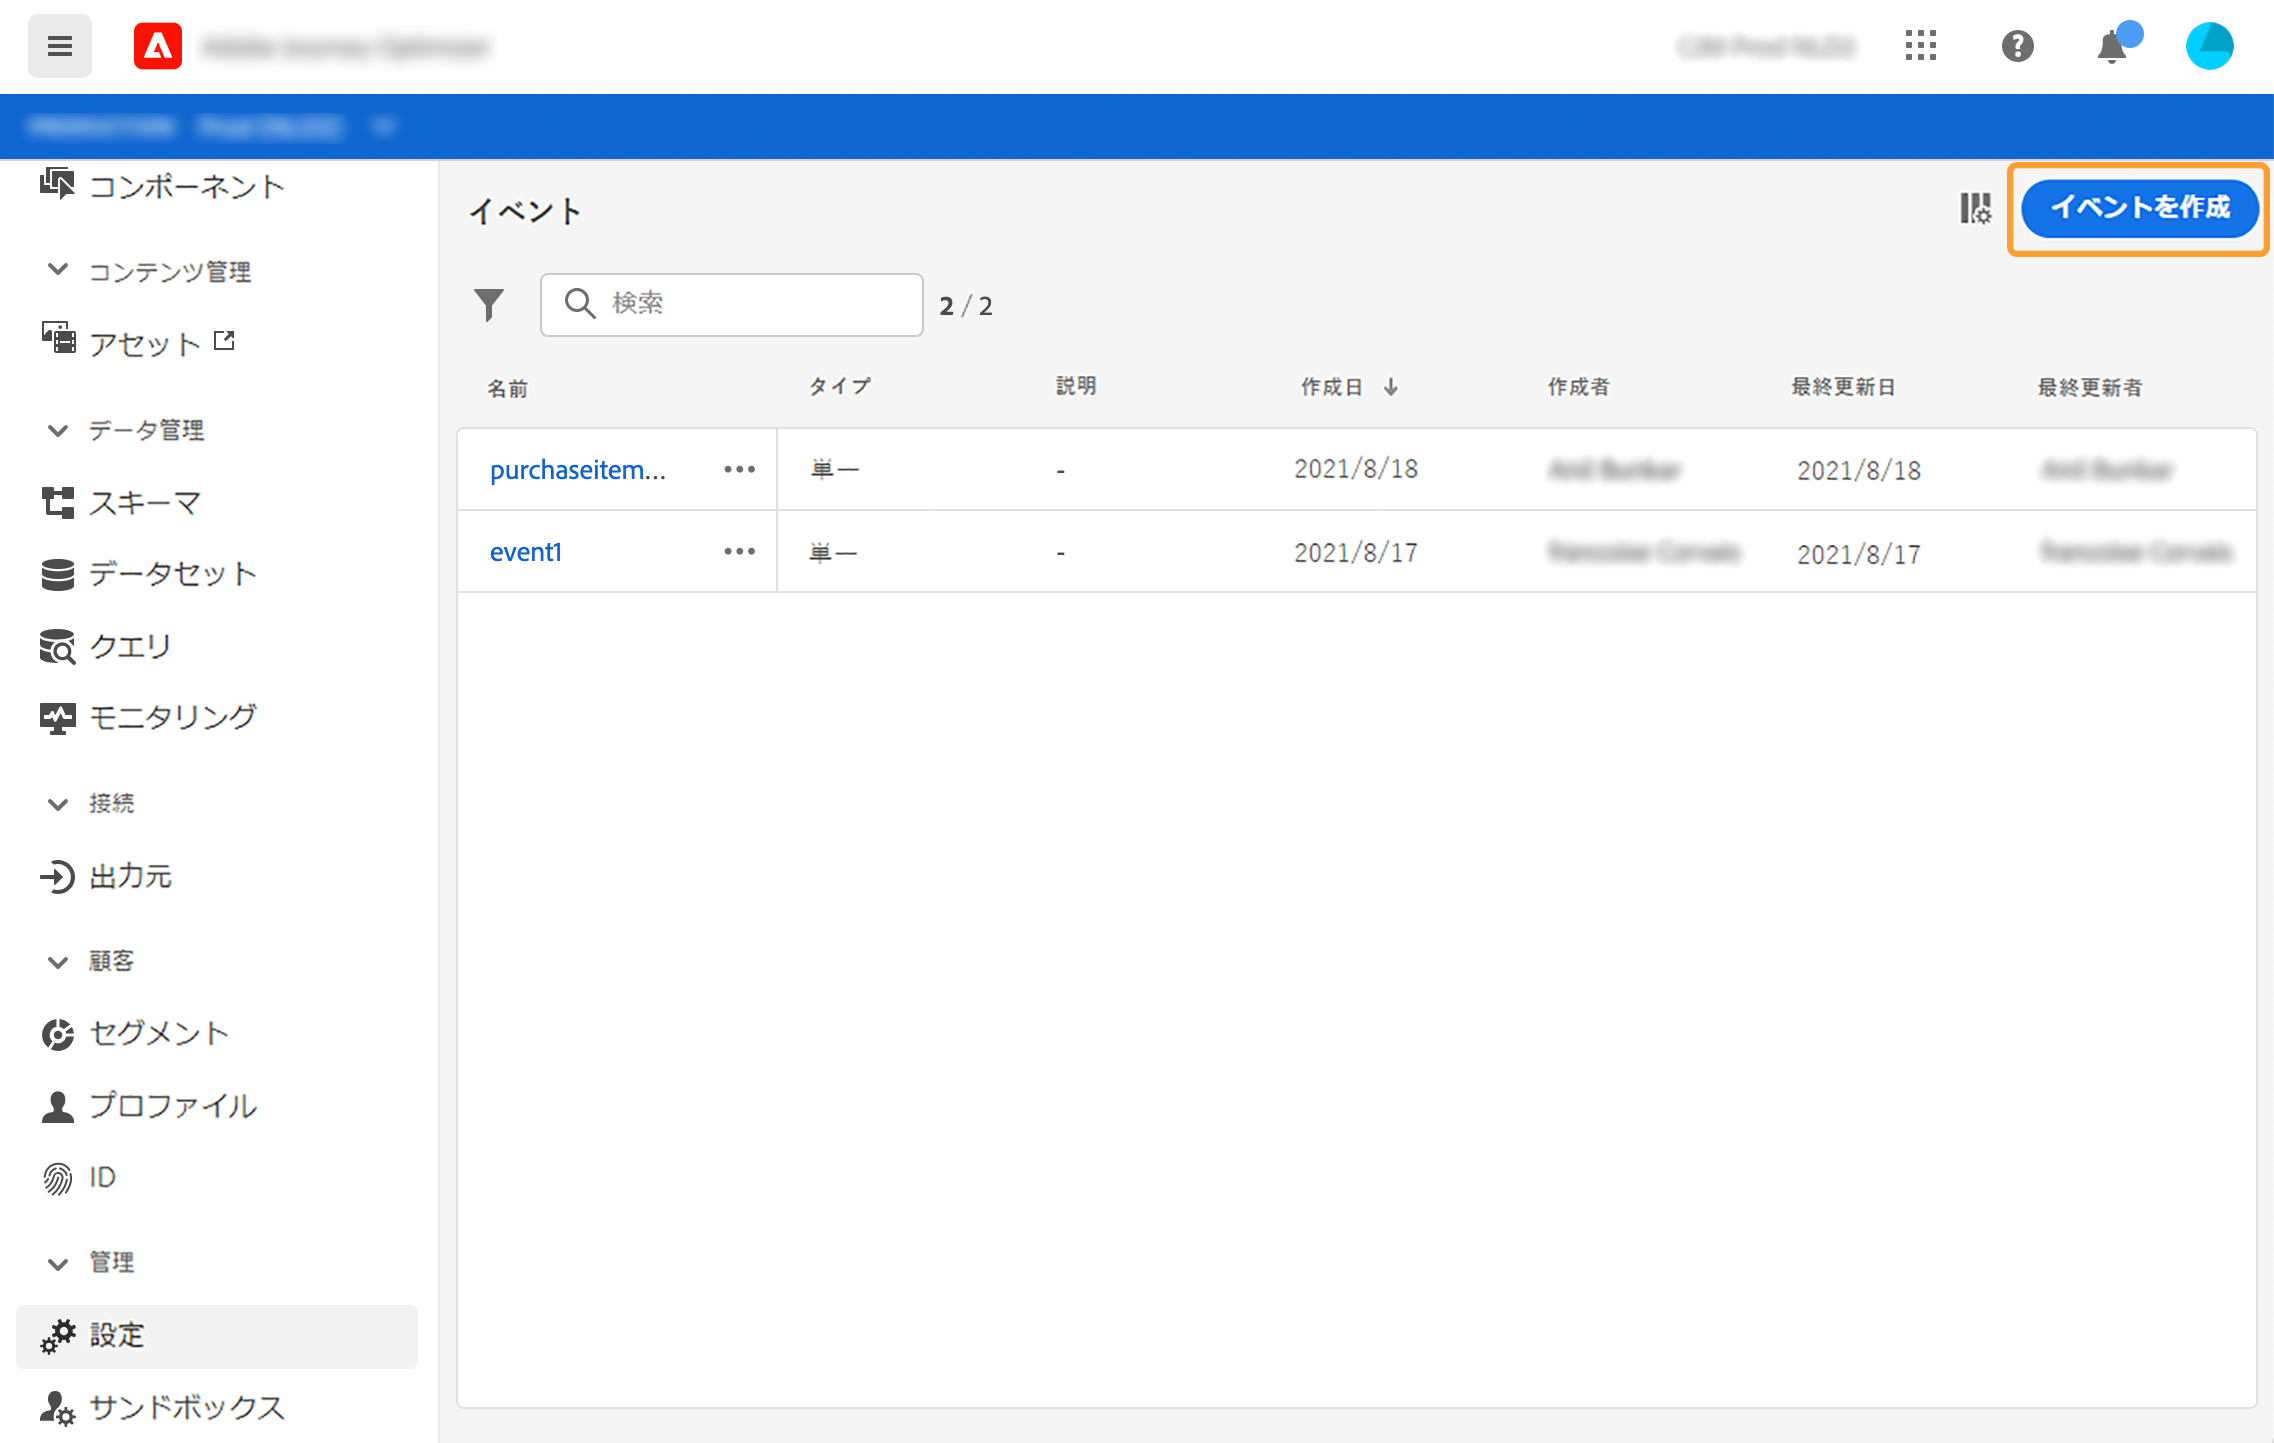 コンポーネント
コンテンツ管理
アセット
データ管理
スキーマ
データセット
クエリ
モニタリング
接続
出力元
顧客
セグメント
プロファイル
ID
管理
設定
サンドボックス
イベント
イベントを作成
検索
2 / 2
名前 タイプ 説明 作成日 作成者 最終更新日 最終更新者
purchaseitem... 単一 - 2021/8/18 2021/8/18
event1 単一 - 2021/8/17 2021/8/17